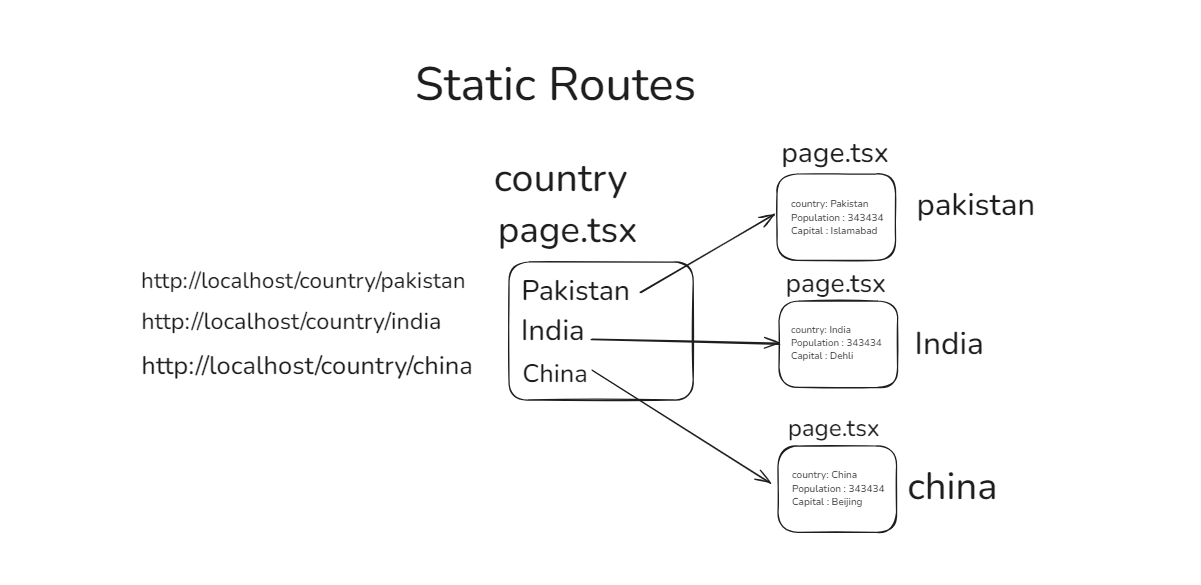 Static Routes
country
page.tsx
http://localhost/country/pakistan
http://localhost/country/india
http://localhost/country/china
Pakistan
India
China
page.tsx
country: Pakistan
Population : 343434
Capital : Islamabad
pakistan
page.tsx
country: India
Population : 343434
Capital : Dehli
India
page.tsx
country: China
Population : 343434
Capital : Beijing
china